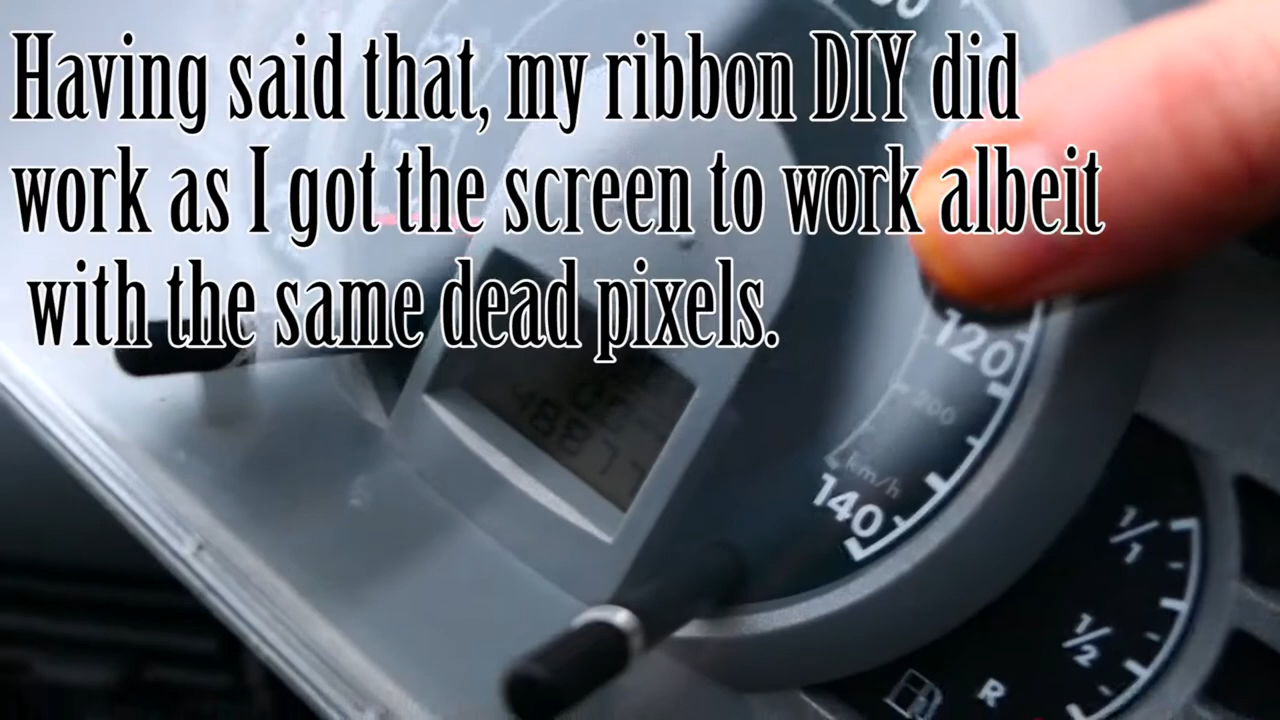 Having said that, my ribbon DIY did
work as I got the screen to work albeit
with the same dead pixels.
120
200
km/h
140
1/1
1/2
R